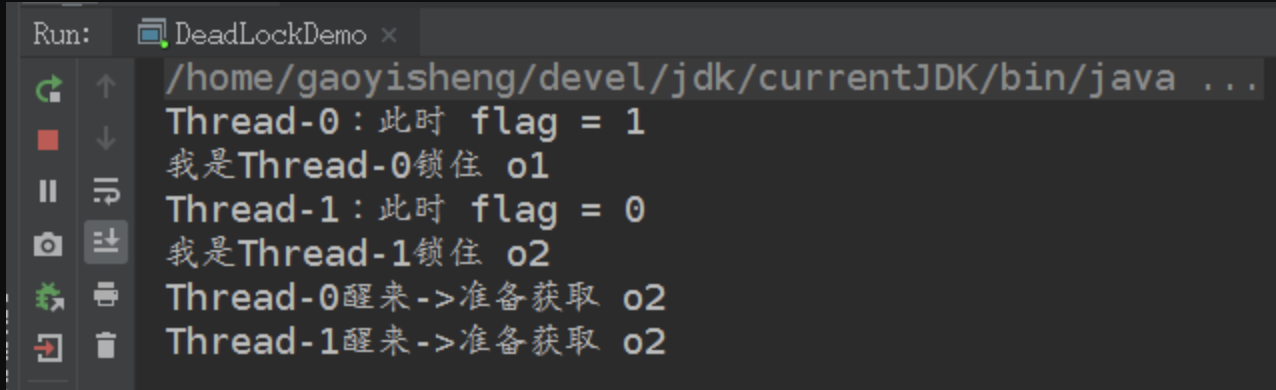 Run: DeadLockDemo ×
/home/gaoyisheng/devel/jdk/currentJDK/bin/java ...
Thread-0：此时 flag = 1
我是Thread-0锁住 o1
Thread-1：此时 flag = 0
我是Thread-1锁住 o2
Thread-0醒来->准备获取 o2
Thread-1醒来->准备获取 o2